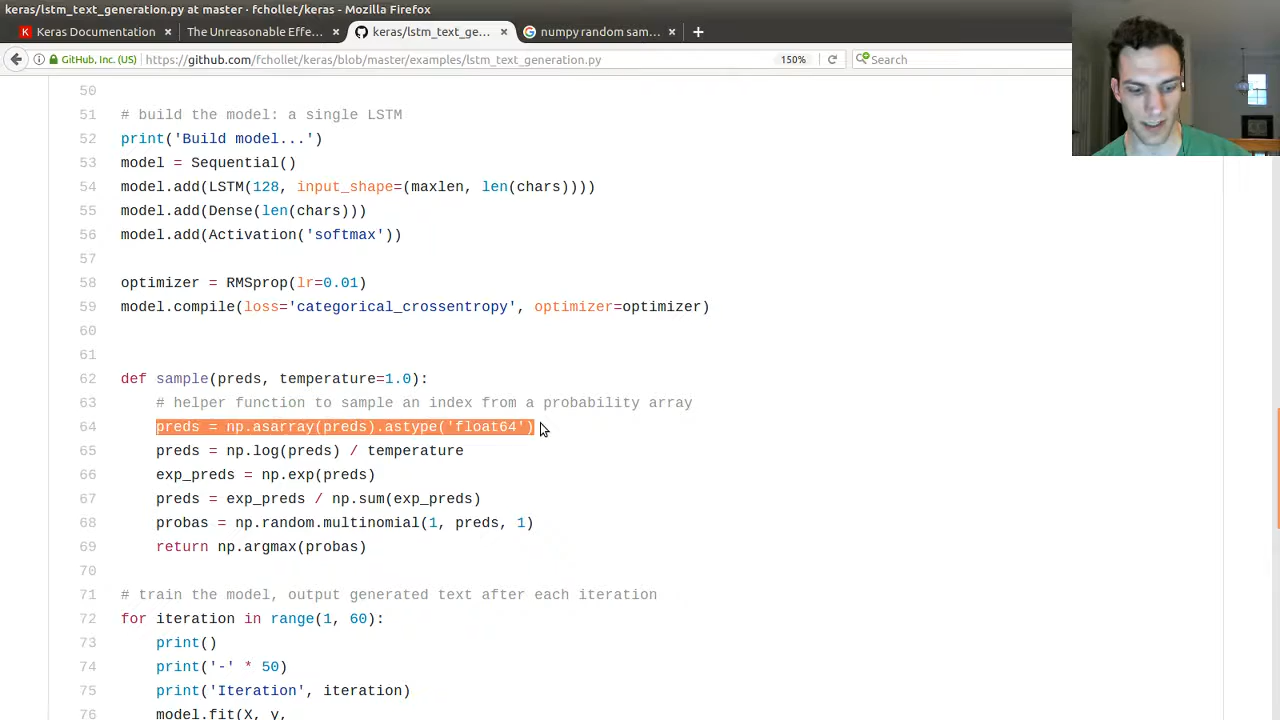 keras/lstm_text_generation.py at master · fchollet/keras - Mozilla Firefox
Keras Documentation × The Unreasonable Effe... × keras/lstm_text_ge... × numpy random sam... × +
GitHub, Inc. (US) https://github.com/fchollet/keras/blob/master/examples/lstm_text_generation.py 150% Search
50
51 # build the model: a single LSTM
52 print('Build model...')
53 model = Sequential()
54 model.add(LSTM(128, input_shape=(maxlen, len(chars))))
55 model.add(Dense(len(chars)))
56 model.add(Activation('softmax'))
57
58 optimizer = RMSprop(lr=0.01)
59 model.compile(loss='categorical_crossentropy', optimizer=optimizer)
60
61
62 def sample(preds, temperature=1.0):
63 # helper function to sample an index from a probability array
64 preds = np.asarray(preds).astype('float64')
65 preds = np.log(preds) / temperature
66 exp_preds = np.exp(preds)
67 preds = exp_preds / np.sum(exp_preds)
68 probas = np.random.multinomial(1, preds, 1)
69 return np.argmax(probas)
70
71 # train the model, output generated text after each iteration
72 for iteration in range(1, 60):
73 print()
74 print('-' * 50)
75 print('Iteration', iteration)
76 model.fit(X, y,